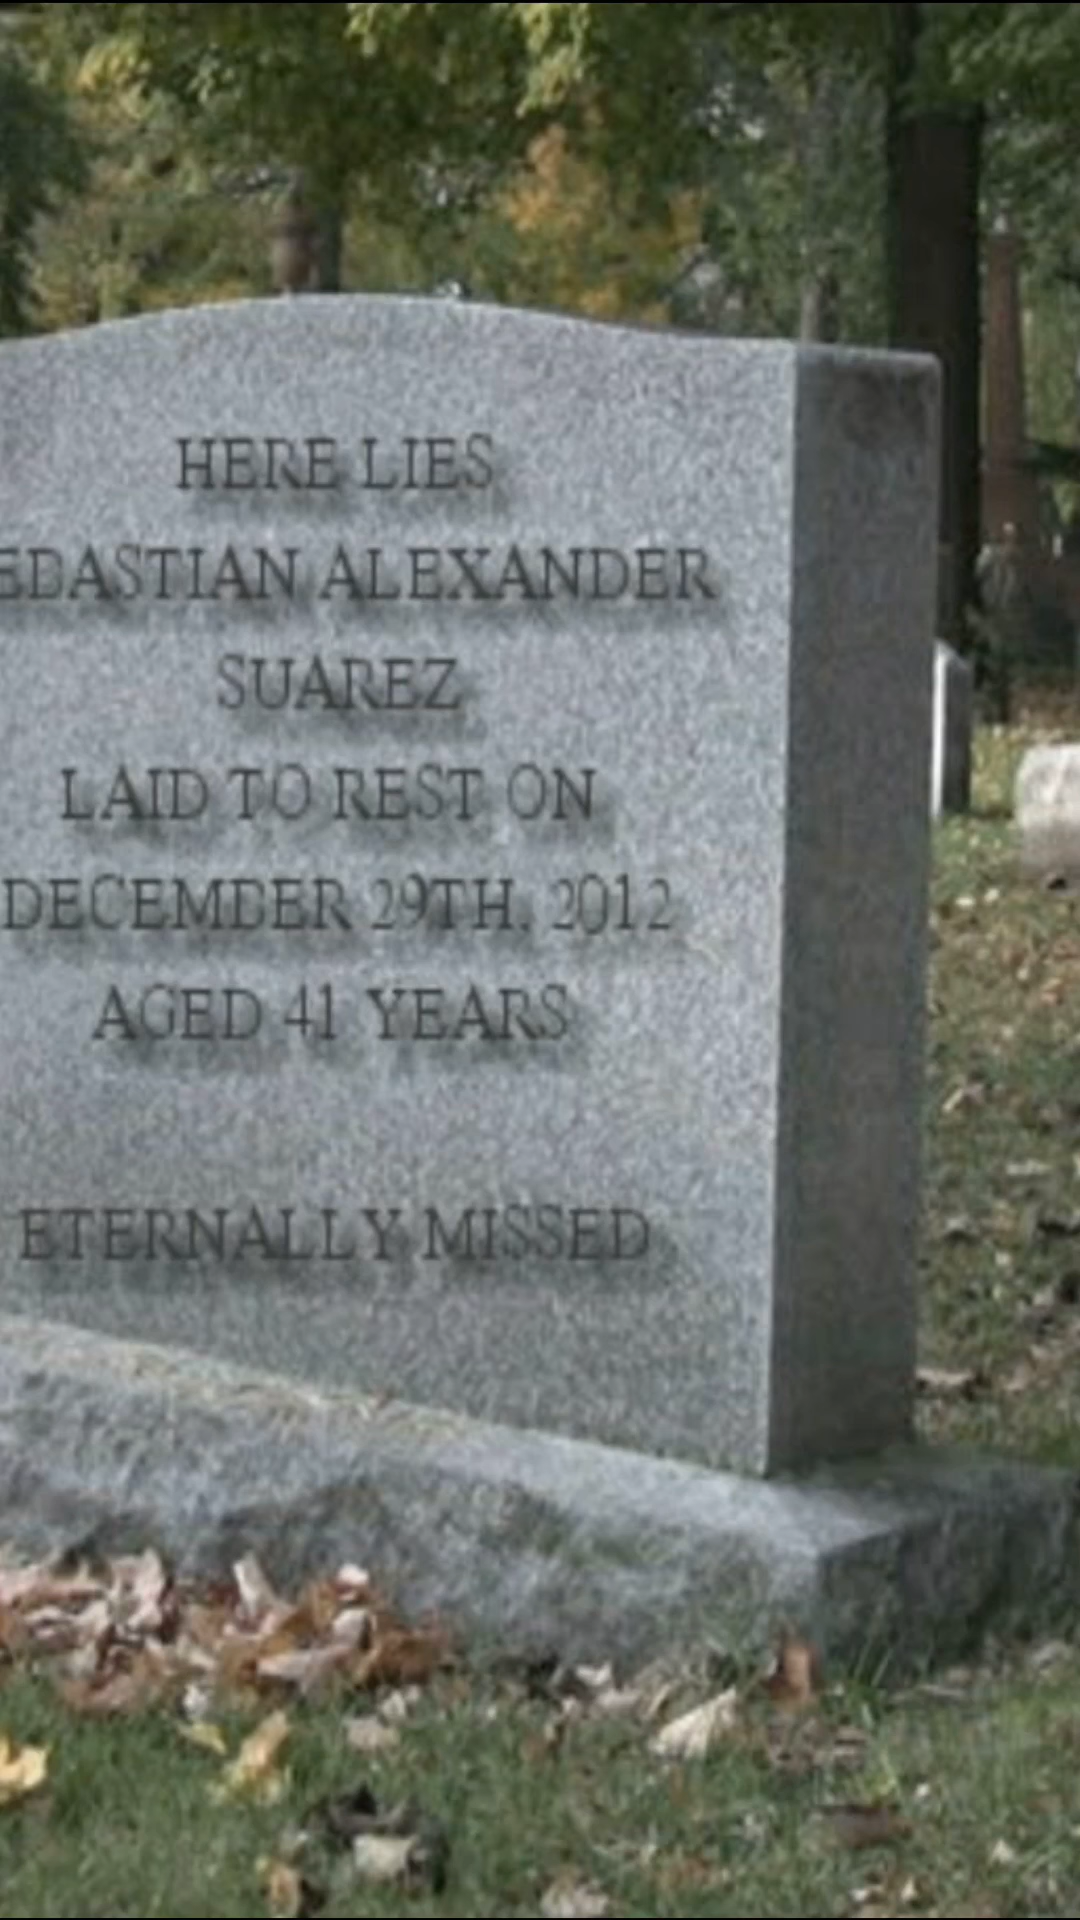 HERE LIES
EBASTIAN ALEXANDER
SUAREZ
LAID TO REST ON
DECEMBER 29TH, 2012
AGED 41 YEARS
ETERNALLY MISSED